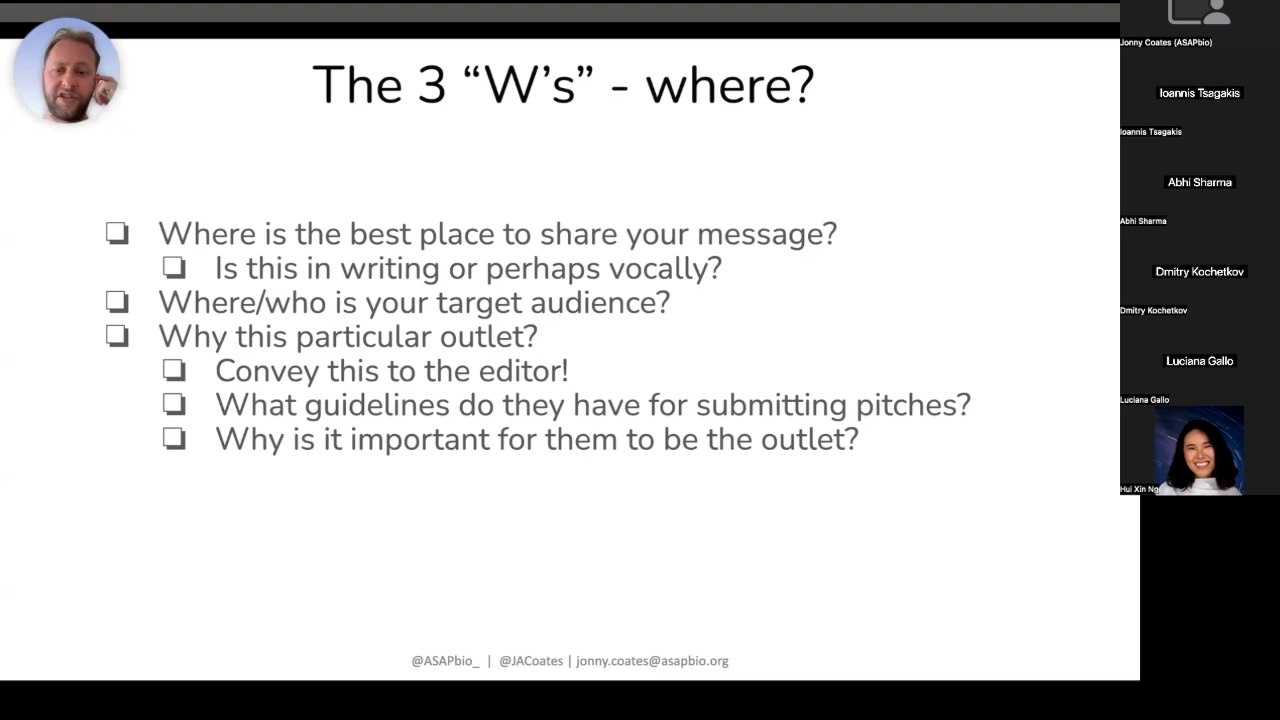 The 3 “W’s” - where?
❏ Where is the best place to share your message?
❏ Is this in writing or perhaps vocally?
❏ Where/who is your target audience?
❏ Why this particular outlet?
❏ Convey this to the editor!
❏ What guidelines do they have for submitting pitches?
❏ Why is it important for them to be the outlet?
@ASAPbio_ | @JACoates | jonny.coates@asapbio.org
Jonny Coates (ASAPbio)
Ioannis Tsagakis
Ioannis Tsagakis
Abhi Sharma
Abhi Sharma
Dmitry Kochetkov
Dmitry Kochetkov
Luciana Gallo
Luciana Gallo
Hui Xin Ng